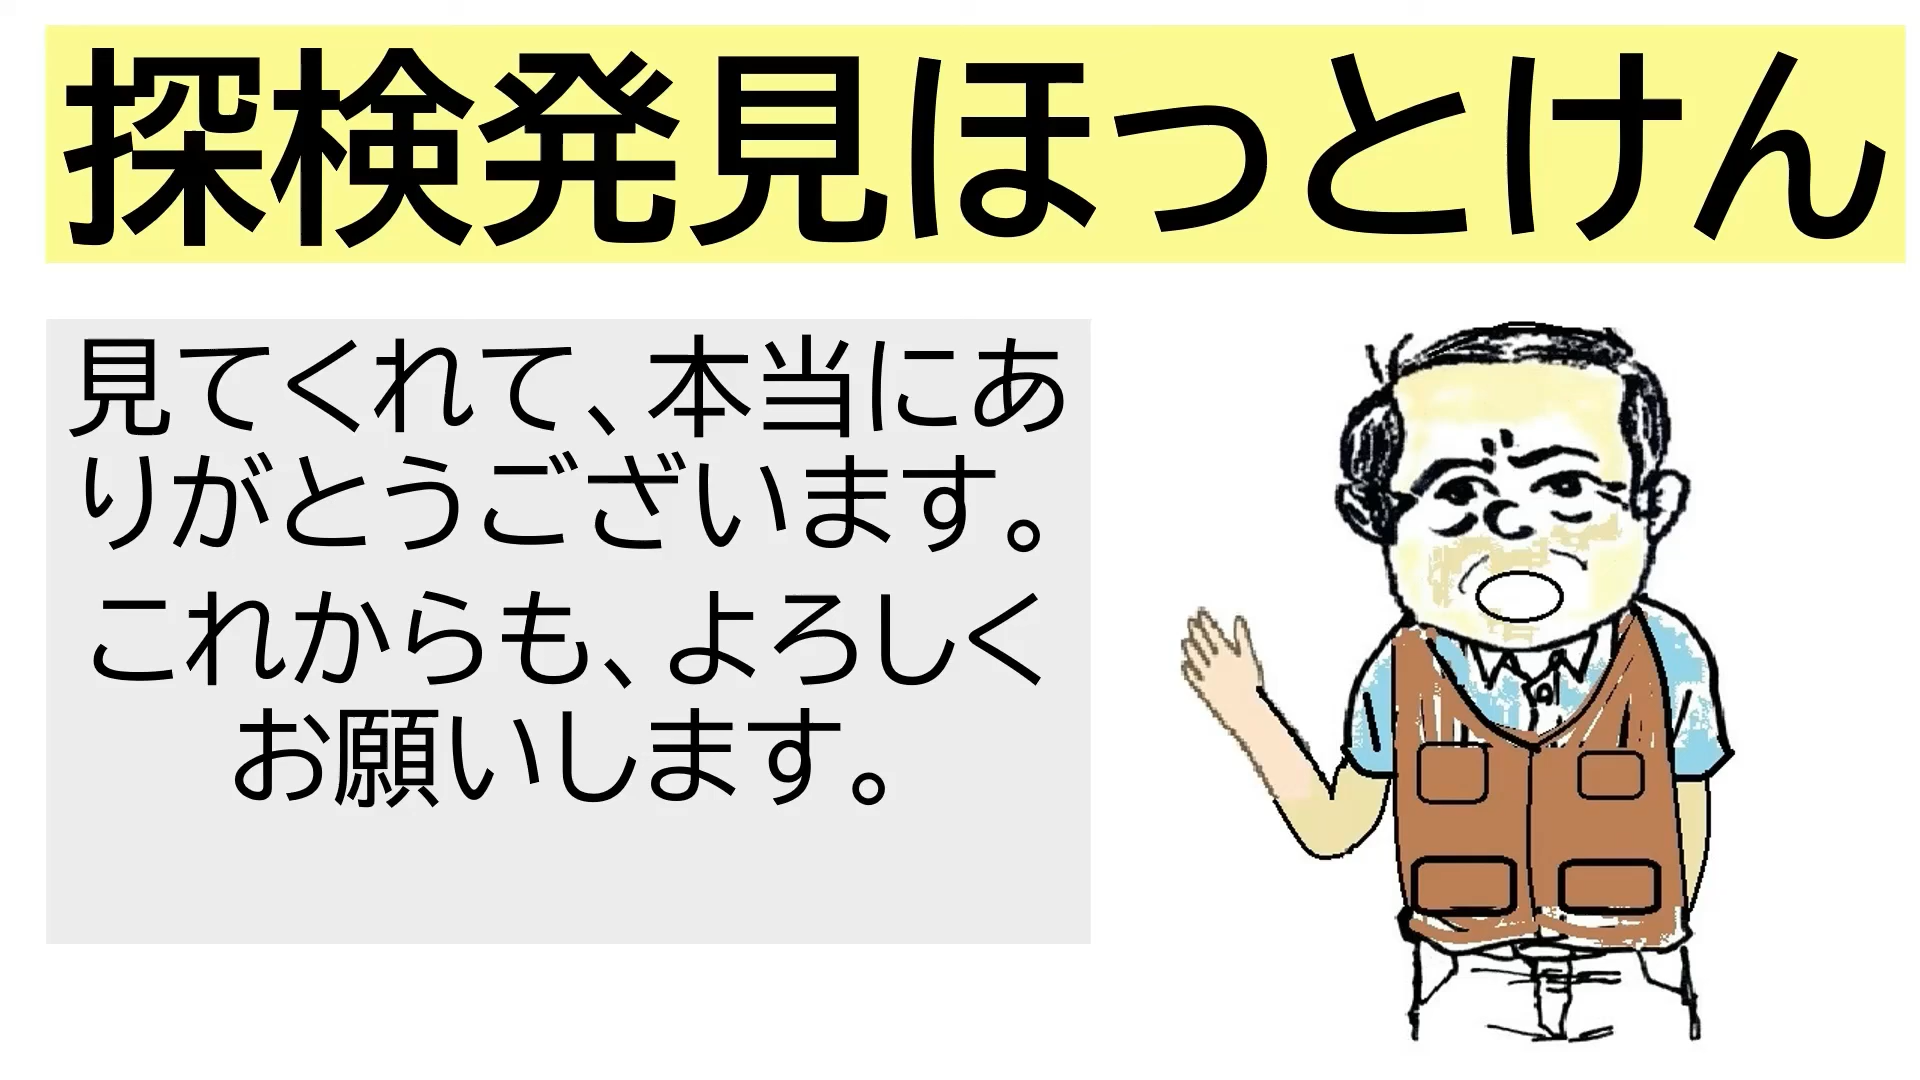 探検発見ほっとけん
見てくれて、本当にあ
りがとうございます。
これからも、よろしく
お願いします。